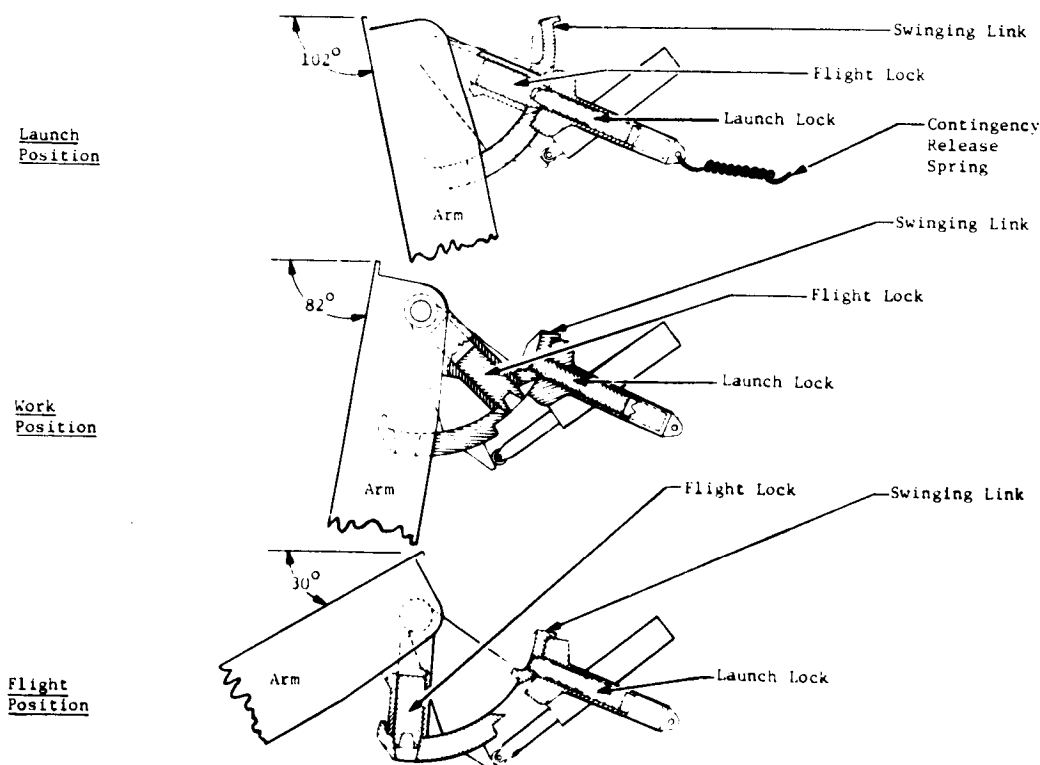 Swinging Link
102°
Flight Lock
Launch Lock
Launch
Position
Contingency
Release
Spring
Arm
Swinging Link
82°
Flight Lock
Launch Lock
Work
Position
Arm
Flight Lock
Swinging Link
30°
Arm
Launch Lock
Flight
Position